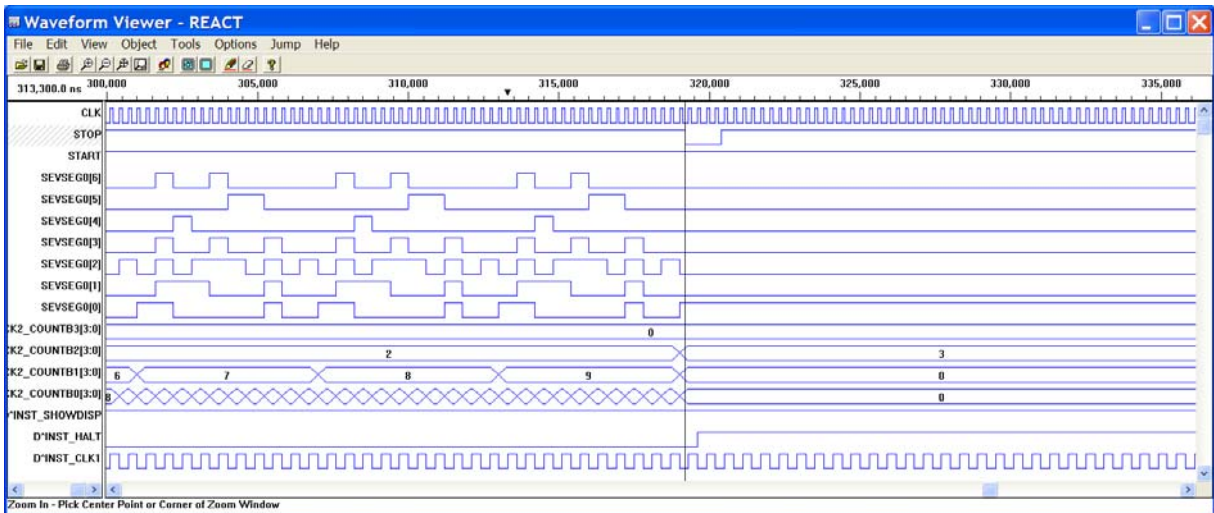 Waveform Viewer - REACT
File Edit View Object Tools Options Jump Help
313,300.0 ns 300,000 305,000 310,000 315,000 320,000 325,000 330,000 335,000
CLK
STOP
START
SEVSEG0[6]
SEVSEG0[5]
SEVSEG0[4]
SEVSEG0[3]
SEVSEG0[2]
SEVSEG0[1]
SEVSEG0[0]
CK2_COUNTB3[3:0] 0
CK2_COUNTB2[3:0] 2 3
CK2_COUNTB1[3:0] 6 7 8 9 0
CK2_COUNTB0[3:0] 8 0
D*INST_SHOWDISP
D*INST_HALT
D*INST_CLK1
Zoom In - Pick Center Point or Corner of Zoom Window